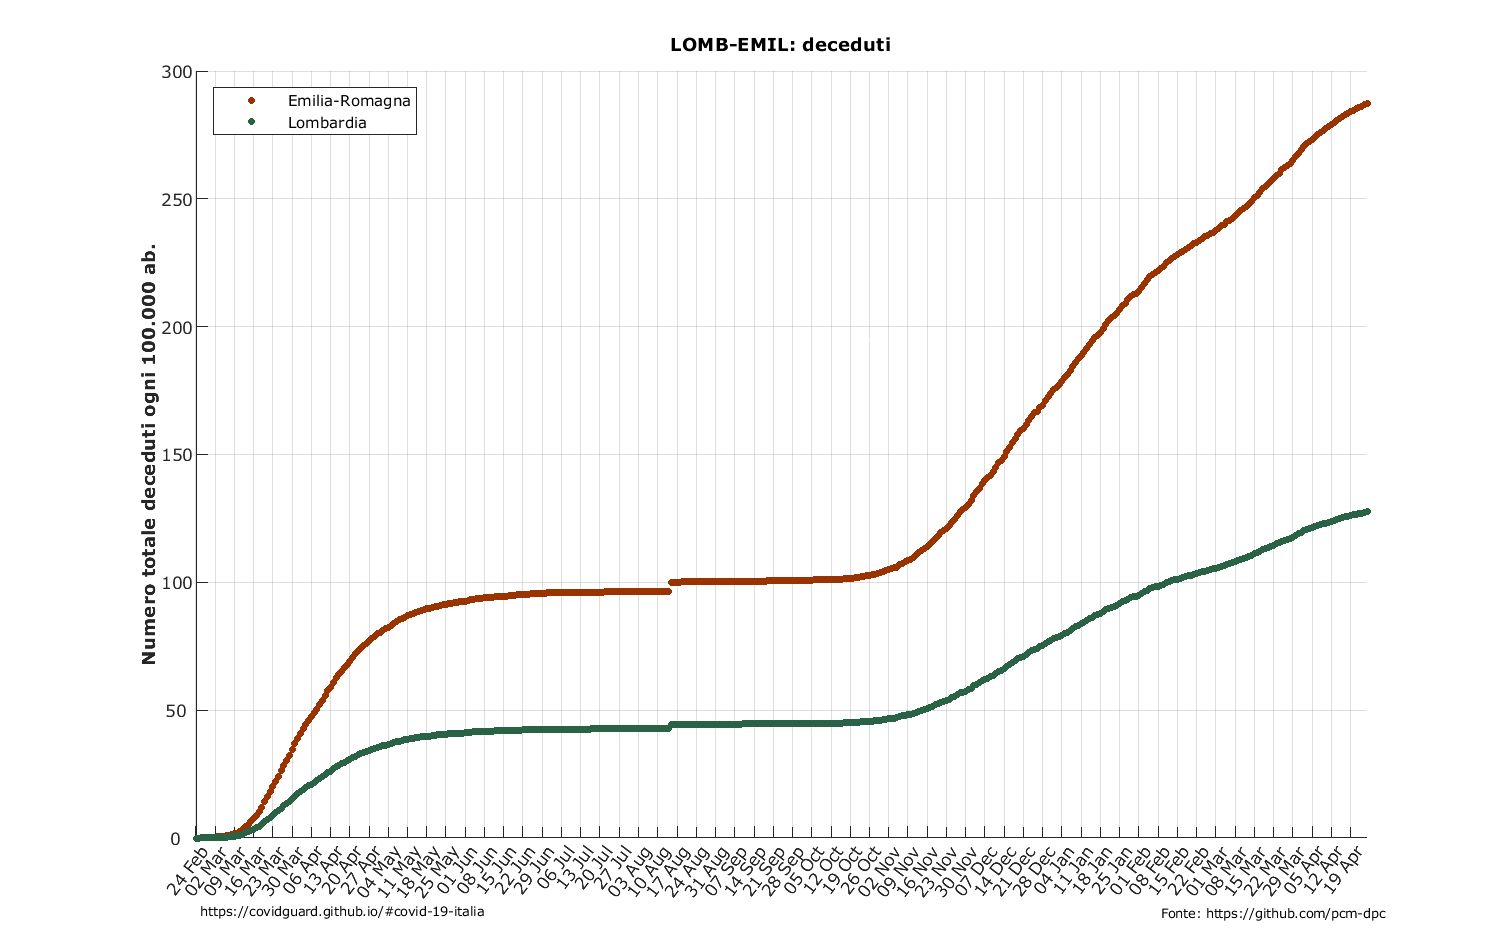 LOMB-EMIL: deceduti
Emilia-Romagna
Lombardia
Numero totale deceduti ogni 100.000 ab.
300
250
200
150
100
50
0
24 Feb
02 Mar
09 Mar
16 Mar
23 Mar
30 Mar
06 Apr
13 Apr
20 Apr
27 Apr
04 May
11 May
18 May
25 May
01 Jun
08 Jun
15 Jun
22 Jun
29 Jun
06 Jul
13 Jul
20 Jul
27 Jul
03 Aug
10 Aug
17 Aug
24 Aug
31 Aug
07 Sep
14 Sep
21 Sep
28 Sep
05 Oct
12 Oct
19 Oct
26 Oct
02 Nov
09 Nov
16 Nov
23 Nov
30 Nov
07 Dec
14 Dec
21 Dec
28 Dec
04 Jan
11 Jan
18 Jan
25 Jan
01 Feb
08 Feb
15 Feb
22 Feb
01 Mar
08 Mar
15 Mar
22 Mar
29 Mar
05 Apr
12 Apr
19 Apr
https://covidguard.github.io/#covid-19-italia
Fonte: https://github.com/pcm-dpc